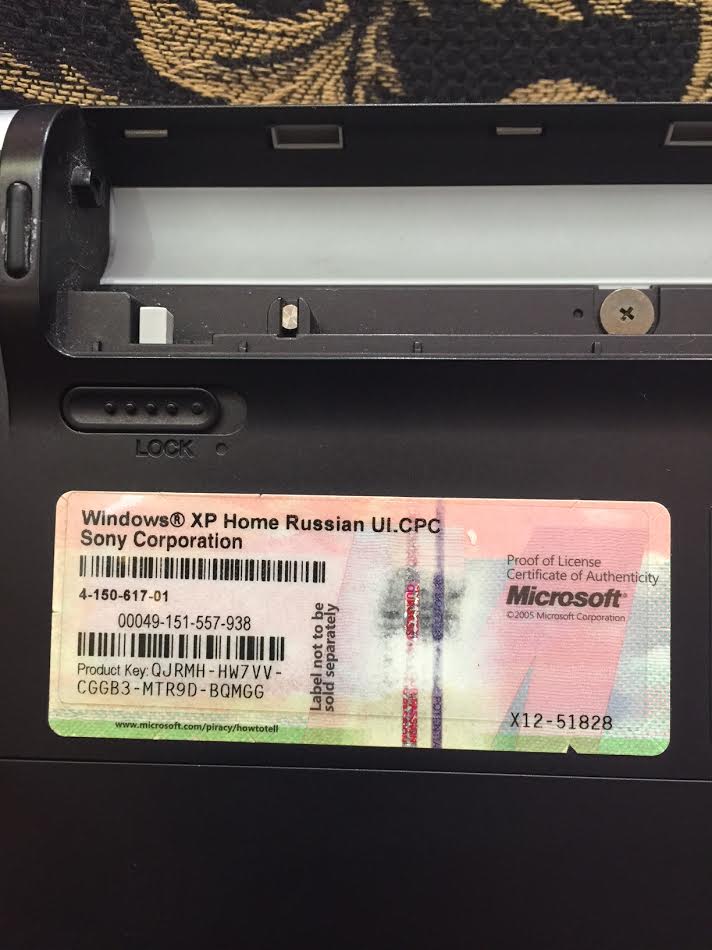 LOCK
Windows® XP Home Russian UI.CPC
Sony Corporation
4-150-617-01
00049-151-557-938
Product Key: QJRMH-HW7VV-
CGGB3-MTR9D-BQMGG
Label not to be
sold separately
www.microsoft.com/piracy/howtotell
Proof of License
Certificate of Authenticity
Microsoft®
©2005 Microsoft Corporation
X12-51828